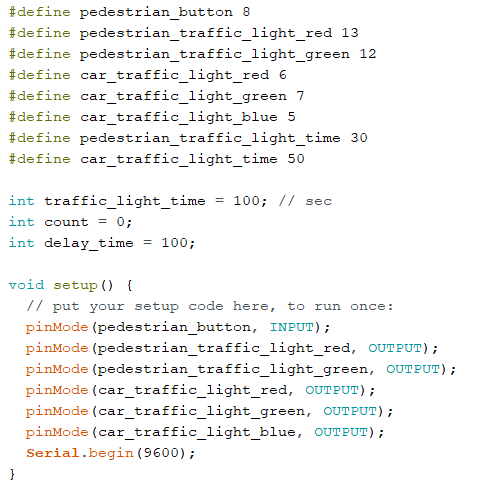 #define pedestrian_button 8
#define pedestrian_traffic_light_red 13
#define pedestrian_traffic_light_green 12
#define car_traffic_light_red 6
#define car_traffic_light_green 7
#define car_traffic_light_blue 5
#define pedestrian_traffic_light_time 30
#define car_traffic_light_time 50

int traffic_light_time = 100; // sec
int count = 0;
int delay_time = 100;

void setup() {
  // put your setup code here, to run once:
  pinMode(pedestrian_button, INPUT);
  pinMode(pedestrian_traffic_light_red, OUTPUT);
  pinMode(pedestrian_traffic_light_green, OUTPUT);
  pinMode(car_traffic_light_red, OUTPUT);
  pinMode(car_traffic_light_green, OUTPUT);
  pinMode(car_traffic_light_blue, OUTPUT);
  Serial.begin(9600);
}